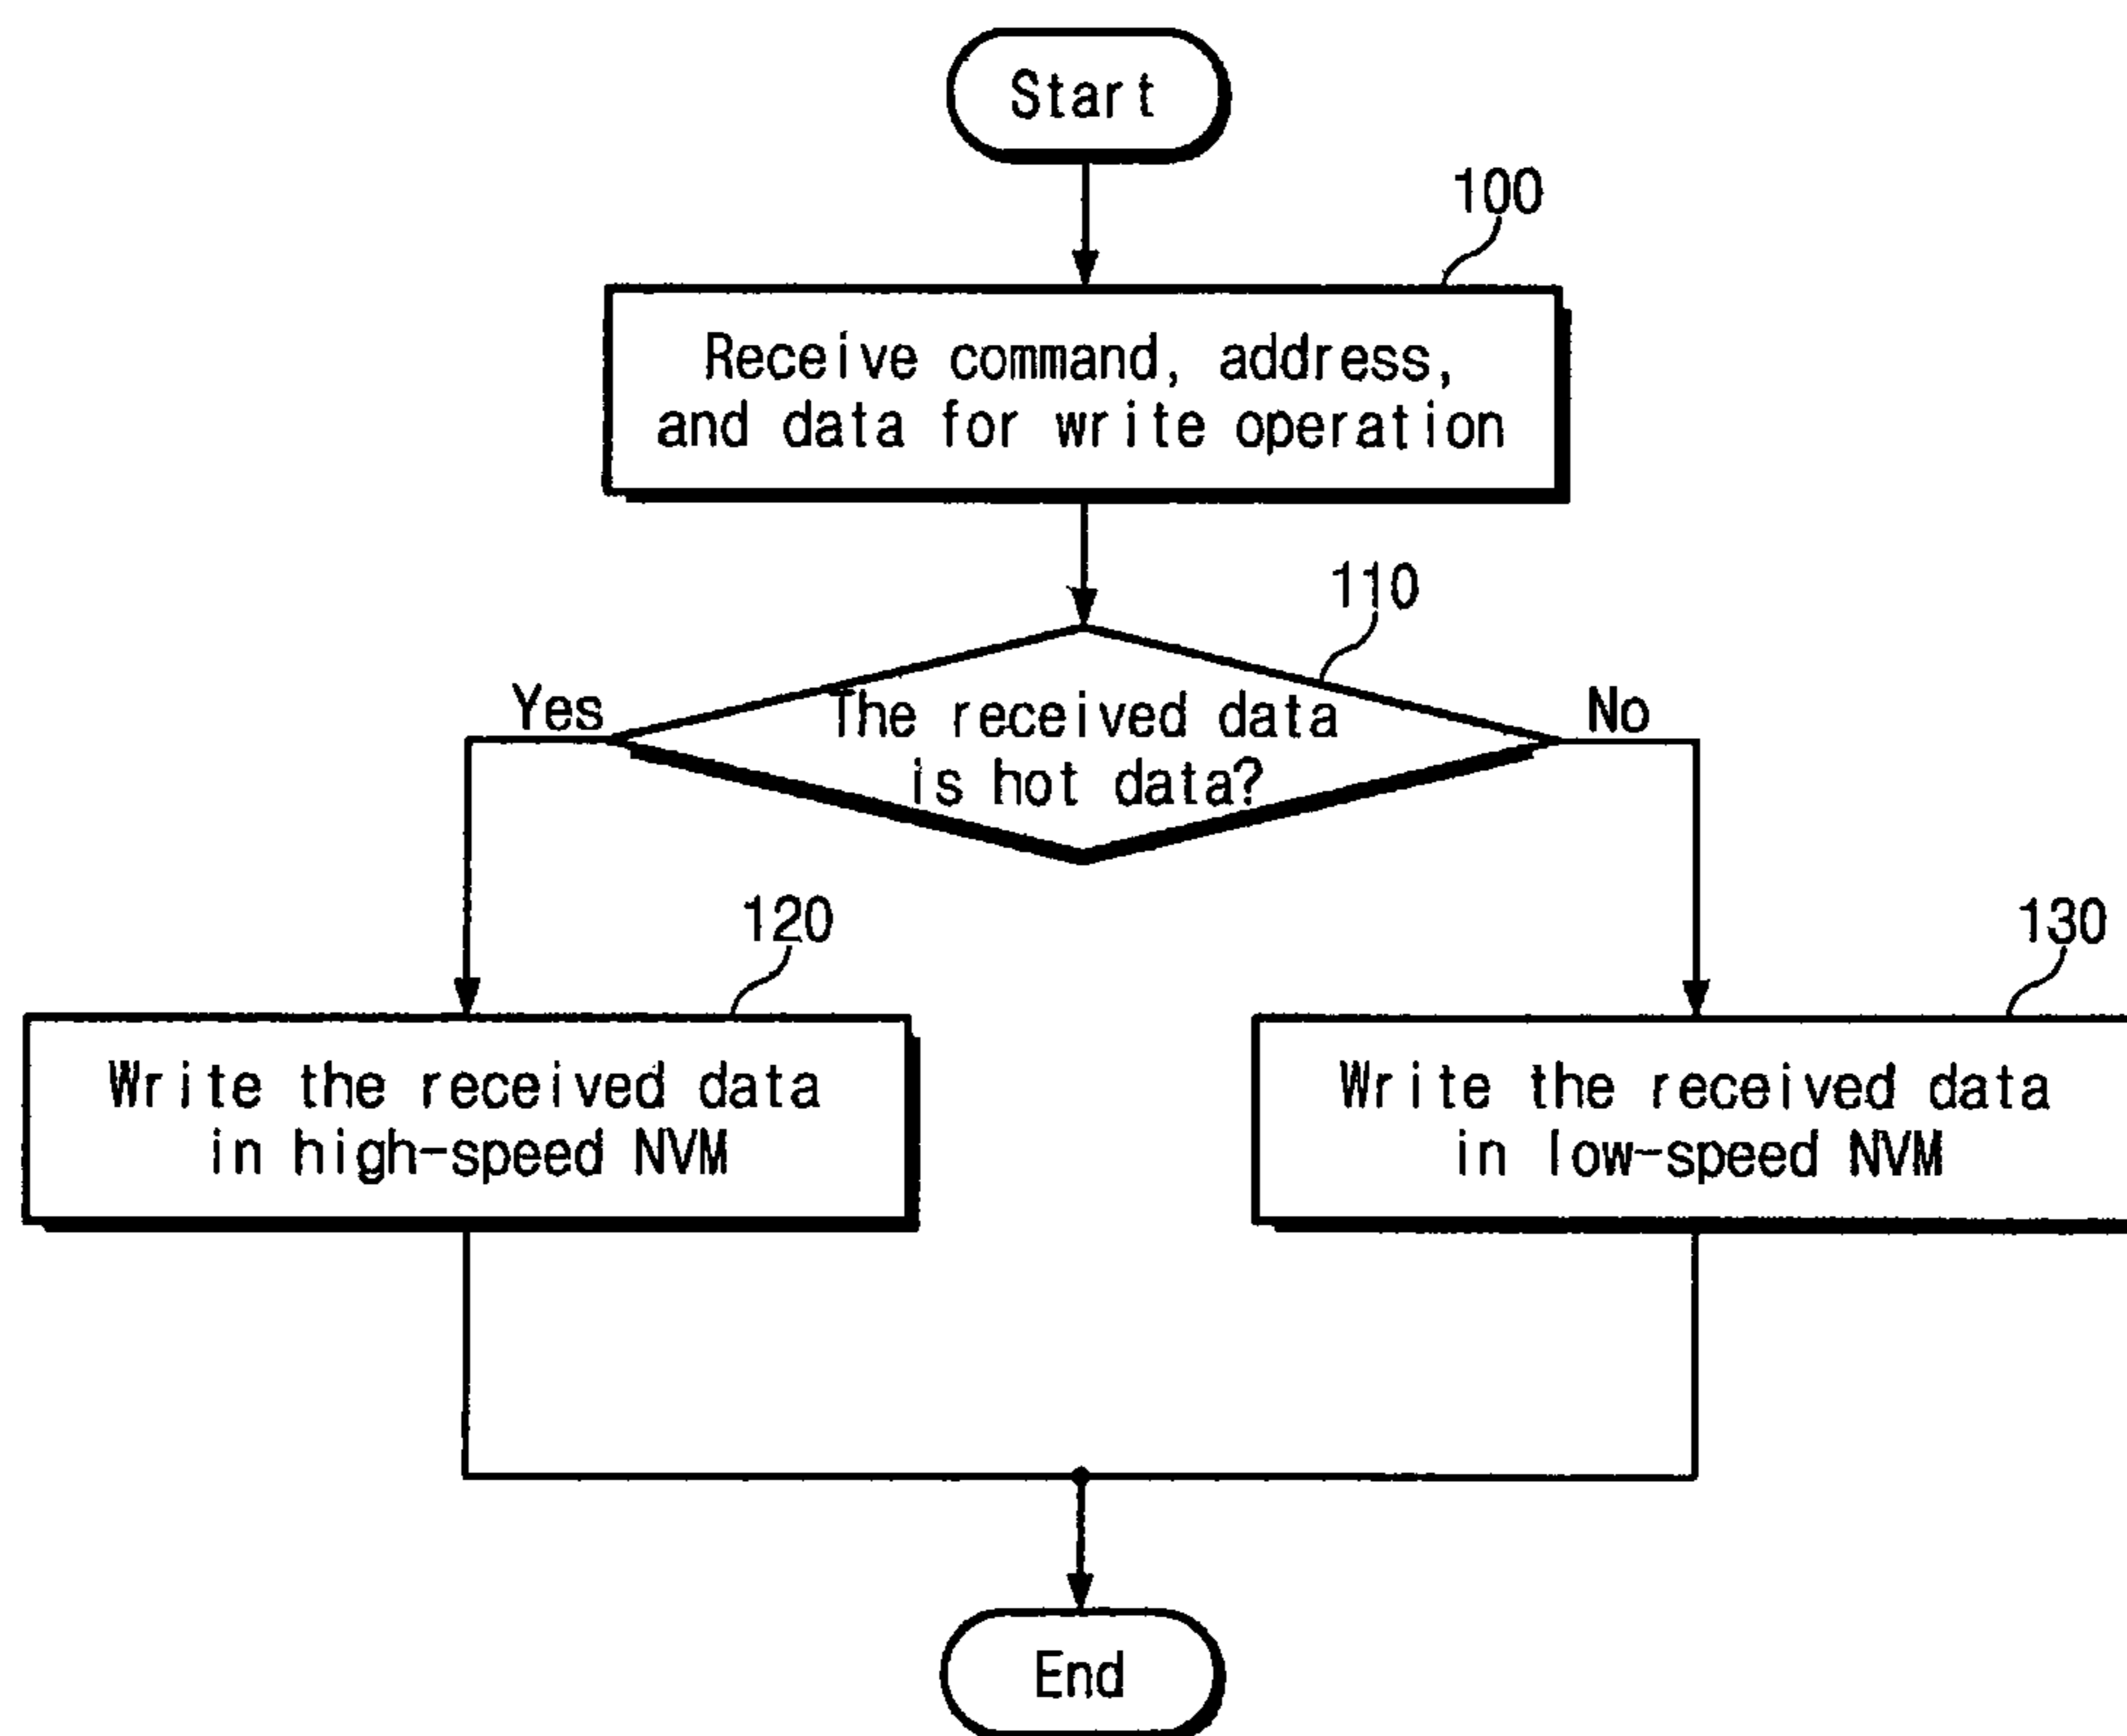 Start
100
Receive command, address,
and data for write operation
110
Yes
The received data
is hot data?
No
120
130
Write the received data
in high-speed NVM
Write the received data
in low-speed NVM
End